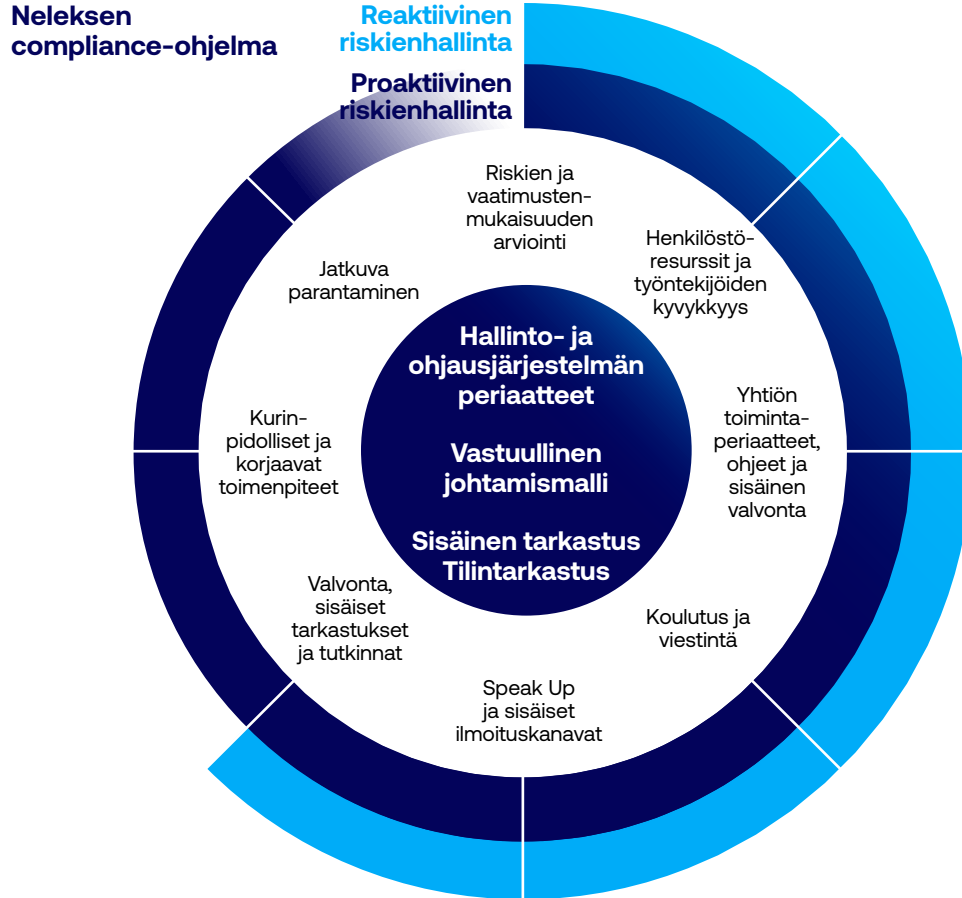 Neleksen
compliance-ohjelma
Reaktiivinen
riskienhallinta
Proaktiivinen
riskienhallinta
Riskien ja
vaatimusten-
mukaisuuden
arviointi
Henkilöstö-
resurssit ja
työntekijöiden
kyvykkyys
Yhtiön
toiminta-
periaatteet,
ohjeet ja
sisäinen
valvonta
Koulutus ja
viestintä
Speak Up
ja sisäiset
ilmoituskanavat
Valvonta,
sisäiset
tarkastukset
ja tutkinnat
Kurin-
pidolliset ja
korjaavat
toimenpiteet
Jatkuva
parantaminen
Hallinto- ja
ohjausjärjestelmän
periaatteet
Vastuullinen
johtamismalli
Sisäinen tarkastus
Tilintarkastus